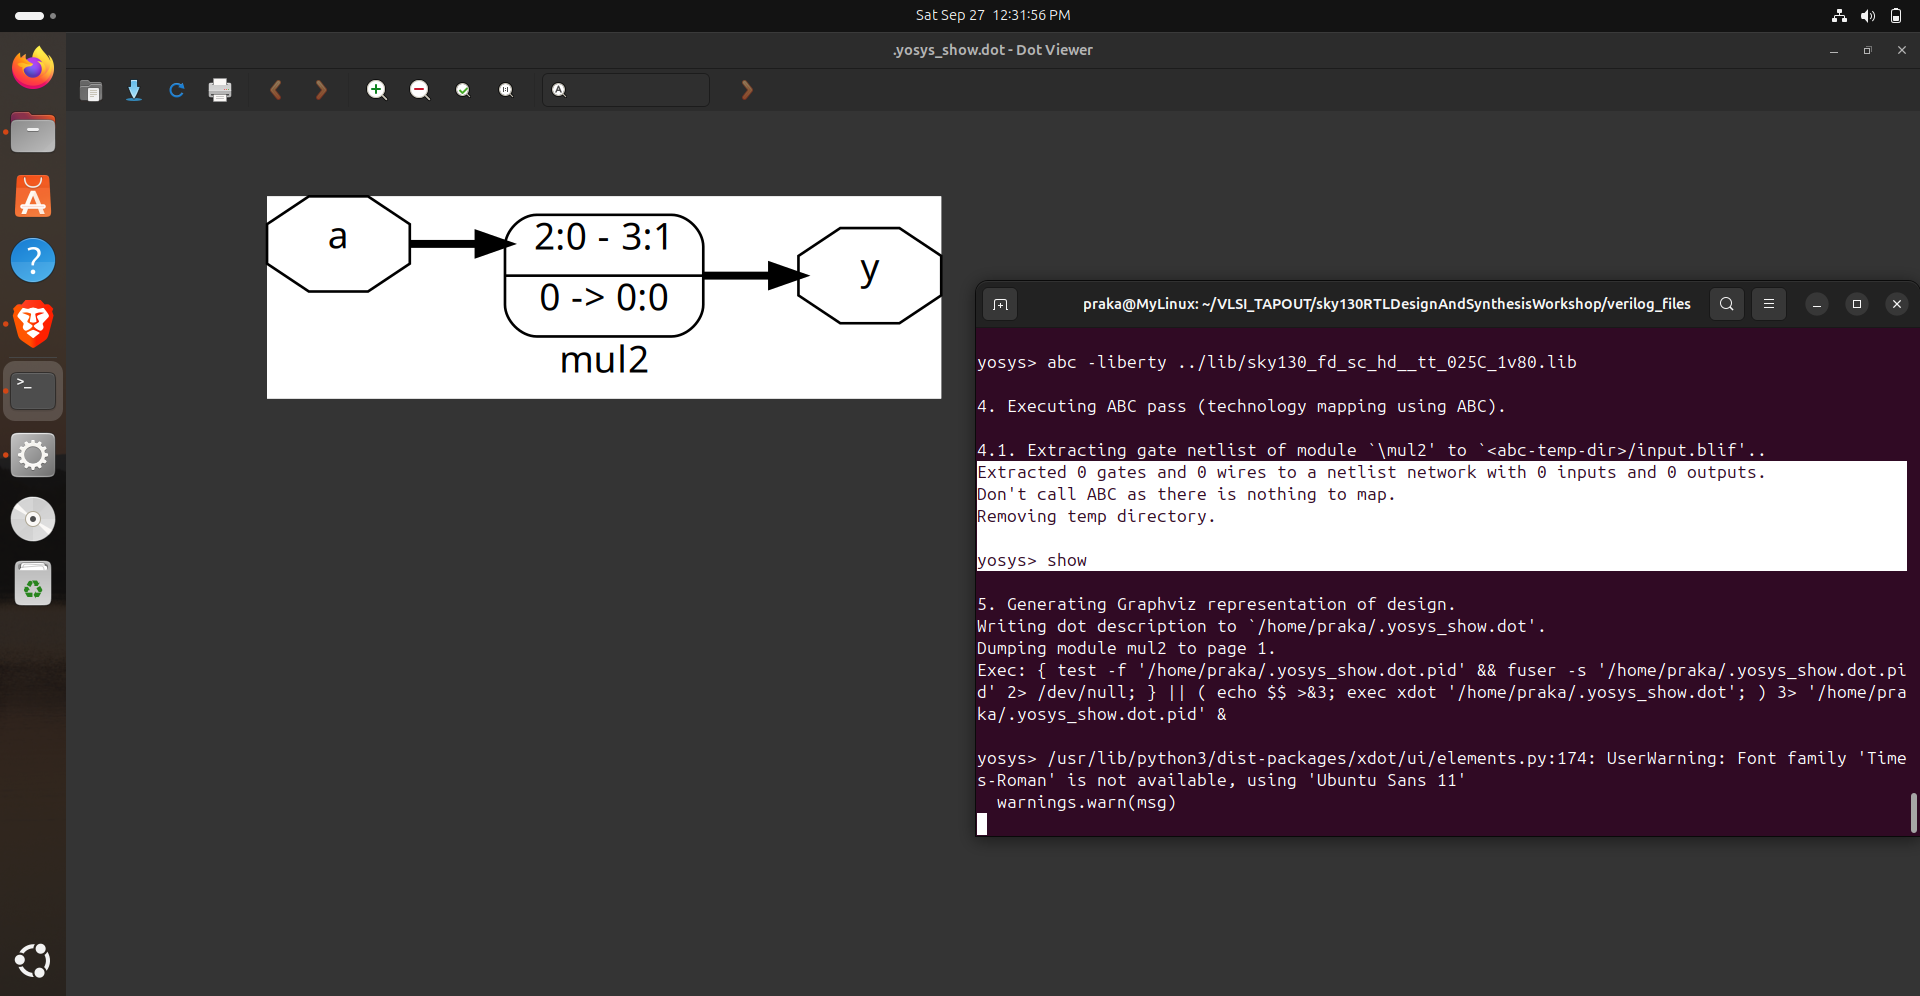 Sat Sep 27 12:31:56 PM
.yosys_show.dot - Dot Viewer
a
2:0 - 3:1
0 -> 0:0
y
mul2
praka@MyLinux: ~/VLSI_TAPOUT/sky130RTLDesignAndSynthesisWorkshop/verilog_files
yosys> abc -liberty ../lib/sky130_fd_sc_hd__tt_025C_1v80.lib
4. Executing ABC pass (technology mapping using ABC).
4.1. Extracting gate netlist of module `\mul2' to `<abc-temp-dir>/input.blif'..
Extracted 0 gates and 0 wires to a netlist network with 0 inputs and 0 outputs.
Don't call ABC as there is nothing to map.
Removing temp directory.
yosys> show
5. Generating Graphviz representation of design.
Writing dot description to `/home/praka/.yosys_show.dot'.
Dumping module mul2 to page 1.
Exec: { test -f '/home/praka/.yosys_show.dot.pid' && fuser -s '/home/praka/.yosys_show.dot.pi
d' 2> /dev/null; } || ( echo $$ >&3; exec xdot '/home/praka/.yosys_show.dot'; ) 3> '/home/pra
ka/.yosys_show.dot.pid' &
yosys> /usr/lib/python3/dist-packages/xdot/ui/elements.py:174: UserWarning: Font family 'Time
s-Roman' is not available, using 'Ubuntu Sans 11'
  warnings.warn(msg)